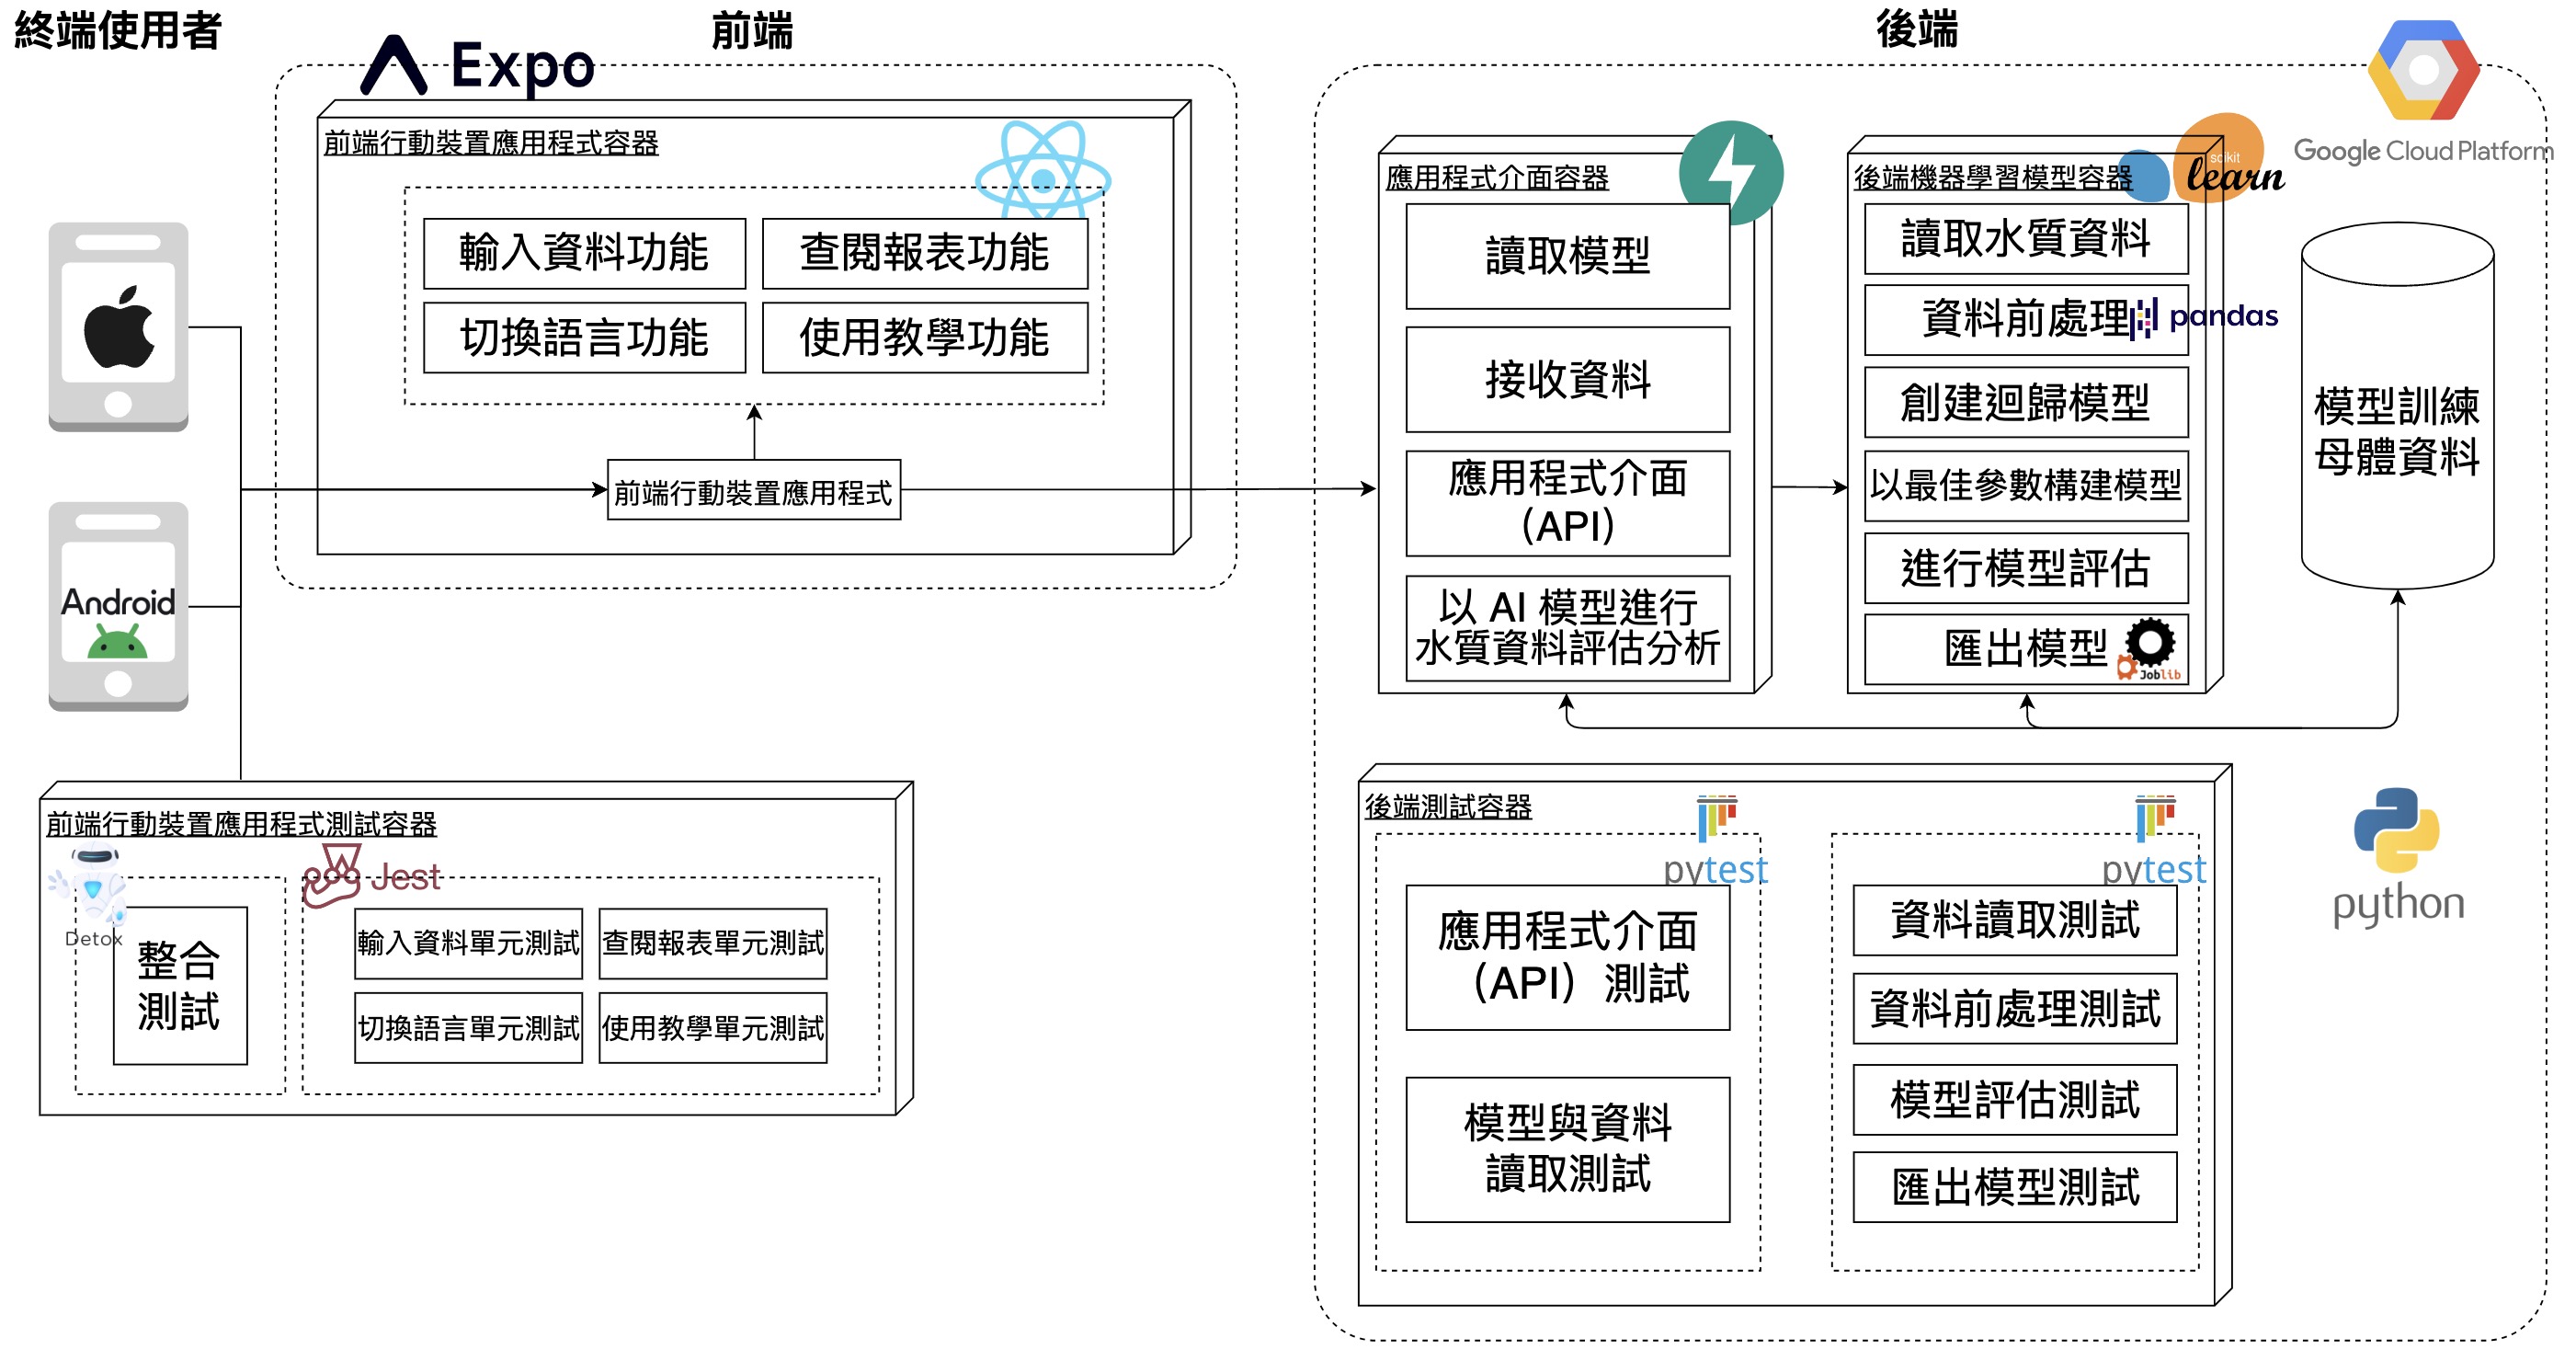 終端使用者
前端
後端
Expo
前端行動裝置應用程式容器
輸入資料功能
查閱報表功能
切換語言功能
使用教學功能
前端行動裝置應用程式
Android
前端行動裝置應用程式測試容器
Detox
整合
測試
Jest
輸入資料單元測試
查閱報表單元測試
切換語言單元測試
使用教學單元測試
Google Cloud Platform
應用程式介面容器
讀取模型
接收資料
應用程式介面
（API）
以 AI 模型進行
水質資料評估分析
後端機器學習模型容器
scikit
learn
讀取水質資料
資料前處理
pandas
創建迴歸模型
以最佳參數構建模型
進行模型評估
匯出模型
Joblib
模型訓練
母體資料
後端測試容器
pytest
應用程式介面
（API）測試
模型與資料
讀取測試
pytest
資料讀取測試
資料前處理測試
模型評估測試
匯出模型測試
python